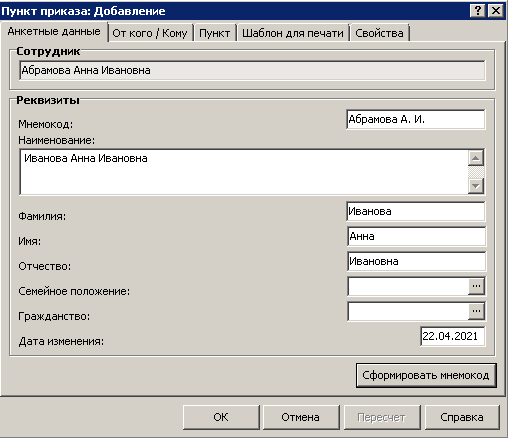 Пункт приказа: Добавление
Анкетные данные От кого / Кому Пункт Шаблон для печати Свойства
Сотрудник
Абрамова Анна Ивановна
Реквизиты
Мнемокод: Абрамова А. И.
Наименование:
Иванова Анна Ивановна
Фамилия: Иванова
Имя: Анна
Отчество: Ивановна
Семейное положение: ...
Гражданство: ...
Дата изменения: 22.04.2021
Сформировать мнемокод
ОК Отмена Пересчет Справка